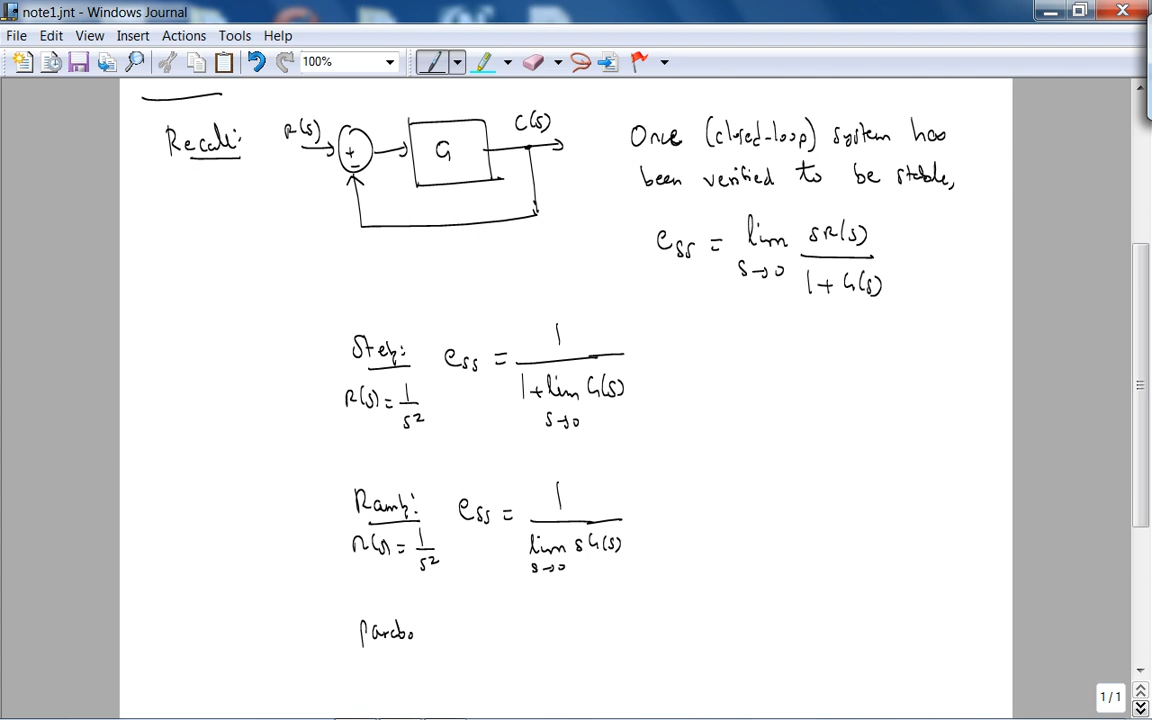 note1.jnt - Windows Journal
File Edit View Insert Actions Tools Help
100%
Recall:
R(s)
+
-
G
C(s)
Once (closed-loop) system has
been verified to be stable,
ess = lim s→0 sR(s) / 1 + G(s)
Step: ess = 1 / 1 + lim s→0 G(s)
R(s) = 1 / s²
Ramp: ess = 1 / lim s→0 sG(s)
R(s) = 1 / s²
Parabo
1 / 1